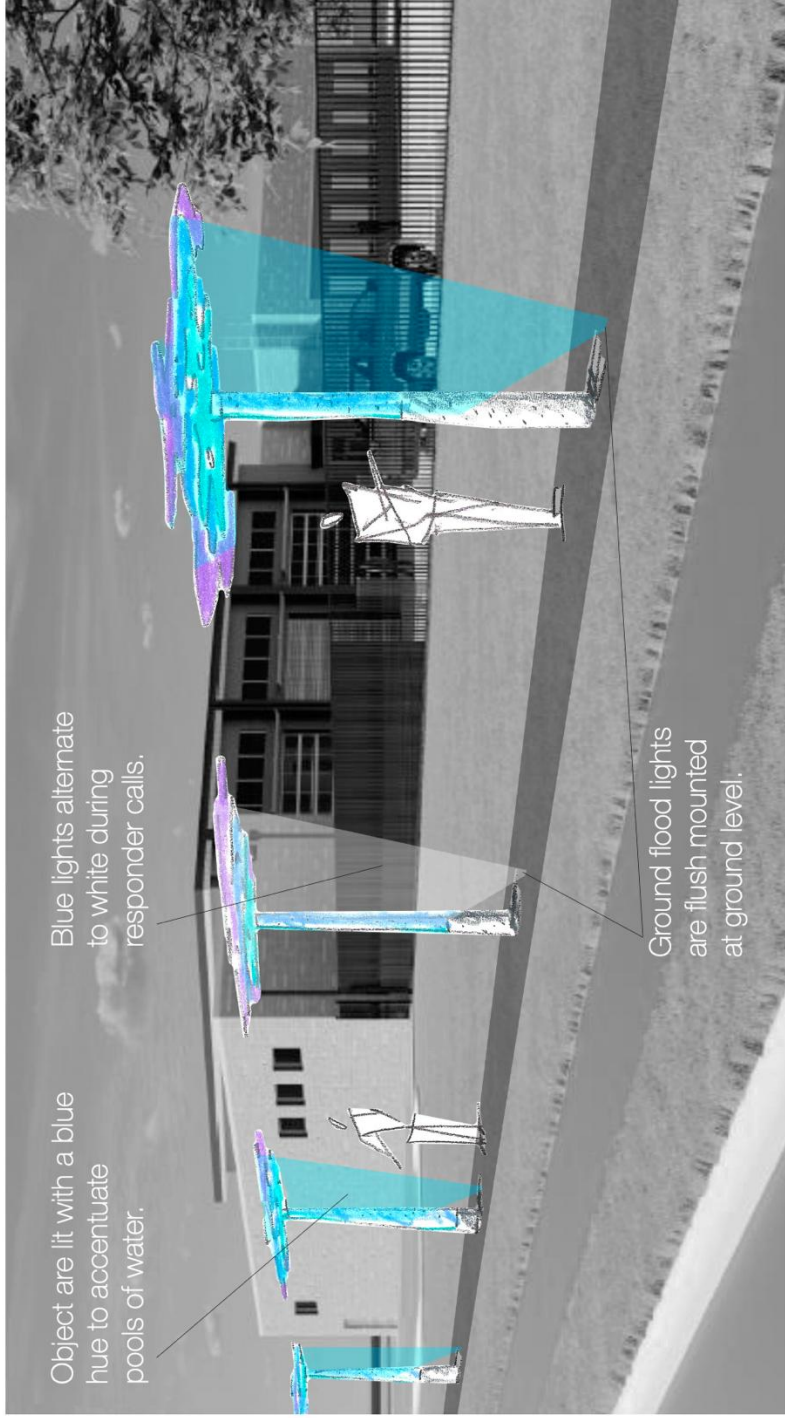 Object are lit with a blue
hue to accentuate
pools of water.
Blue lights alternate
to white during
responder calls.
Ground flood lights
are flush mounted
at ground level.